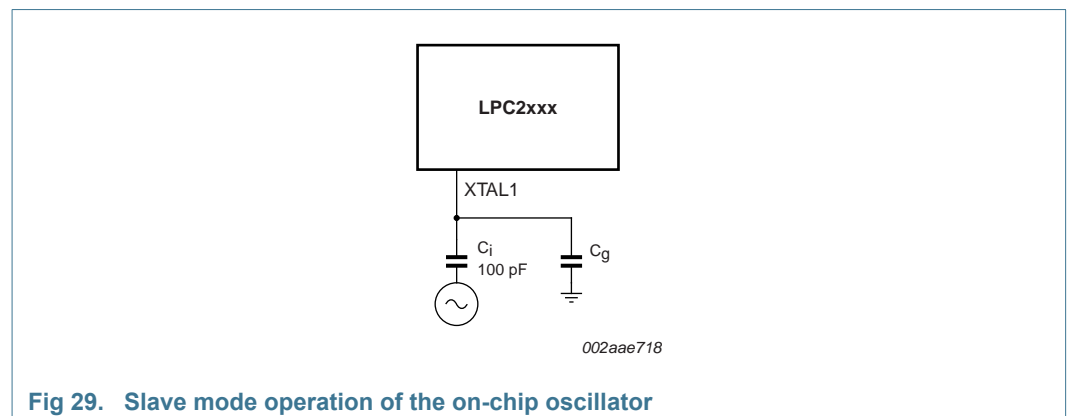 LPC2xxx
XTAL1
Ci
100 pF
Cg
002aae718
Fig 29. Slave mode operation of the on-chip oscillator